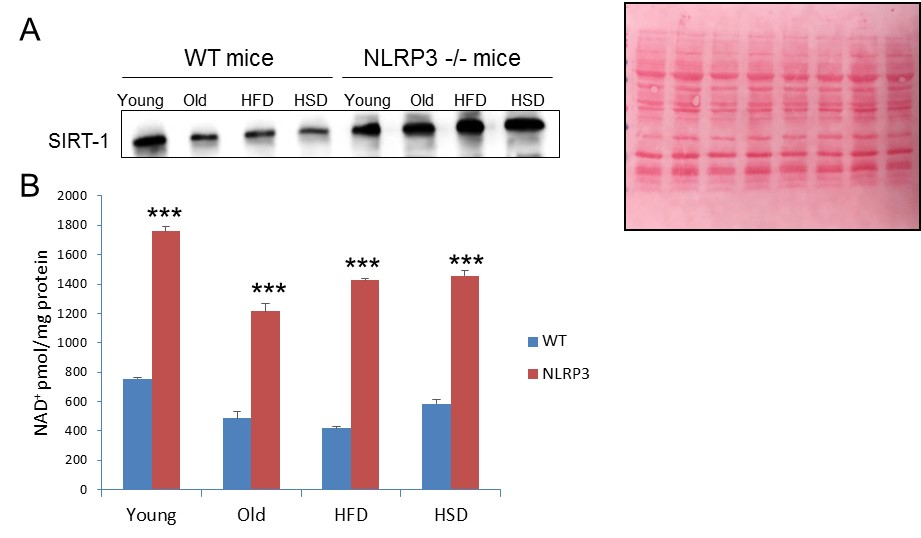 A
WT mice NLRP3 -/- mice
Young Old HFD HSD Young Old HFD HSD
SIRT-1
B
NAD+ pmol/mg protein
2000
1800
1600
1400
1200
1000
800
600
400
200
0
***
***
***
***
Young Old HFD HSD
WT
NLRP3